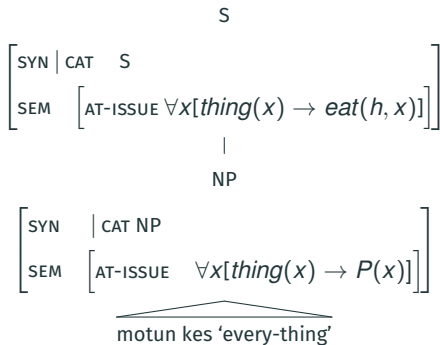 S
SYN | CAT S
SEM [AT-ISSUE ∀x[thing(x) → eat(h, x)]]
NP
SYN | CAT NP
SEM [AT-ISSUE ∀x[thing(x) → P(x)]]
motun kes ‘every-thing’